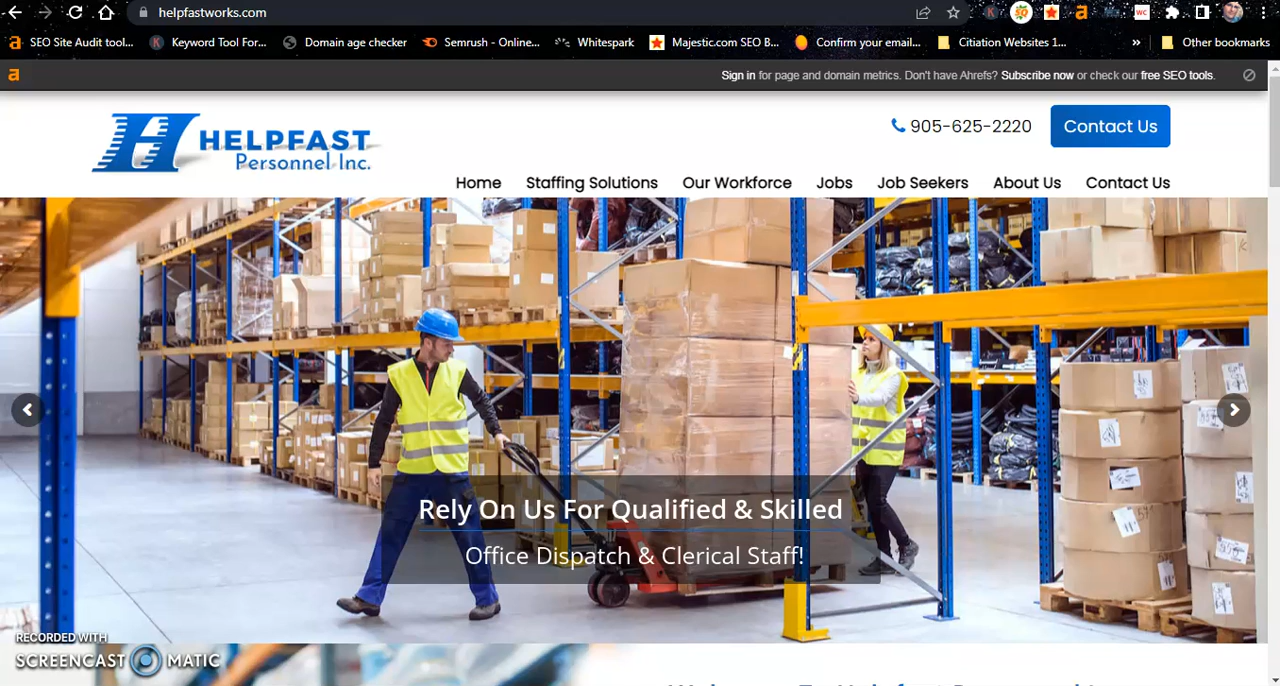 helpfastworks.com
SEO Site Audit tool...
Keyword Tool For...
Domain age checker
Semrush - Online...
Whitespark
Majestic.com SEO B...
Confirm your email...
Citiation Websites 1...
»
Other bookmarks
a
Sign in for page and domain metrics. Don't have Ahrefs? Subscribe now or check our free SEO tools.
H HELPFAST
Personnel Inc.
905-625-2220
Contact Us
Home Staffing Solutions Our Workforce Jobs Job Seekers About Us Contact Us
Rely On Us For Qualified & Skilled
Office Dispatch & Clerical Staff!
RECORDED WITH
SCREENCAST MATIC